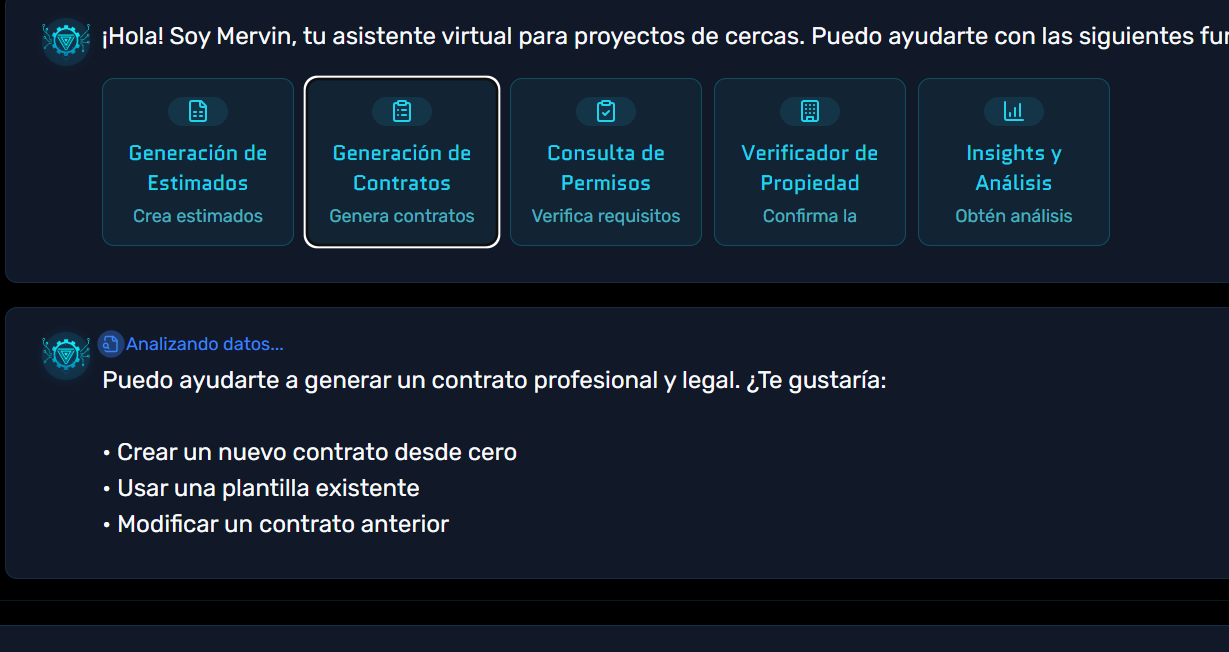 ¡Hola! Soy Mervin, tu asistente virtual para proyectos de cercas. Puedo ayudarte con las siguientes
Generación de
Estimados
Crea estimados
Generación de
Contratos
Genera contratos
Consulta de
Permisos
Verifica requisitos
Verificador de
Propiedad
Confirma la
Insights y
Análisis
Obtén análisis
Analizando datos...
Puedo ayudarte a generar un contrato profesional y legal. ¿Te gustaría:
• Crear un nuevo contrato desde cero
• Usar una plantilla existente
• Modificar un contrato anterior